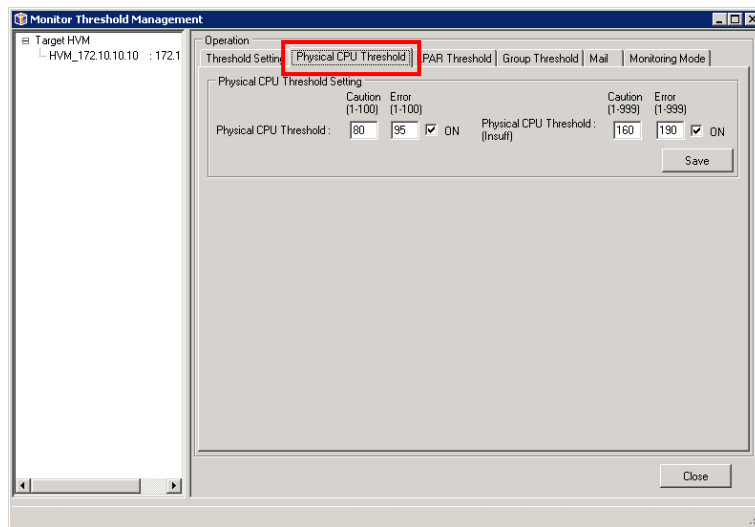 Monitor Threshold Management
Target HVM
HVM_172.10.10.10 : 172.1
Operation
Threshold Setting
Physical CPU Threshold
LPAR Threshold
Group Threshold
Mail
Monitoring Mode
Physical CPU Threshold Setting
Caution Error Caution Error
(1-100) (1-100) (1-999) (1-999)
Physical CPU Threshold : 80 95 ON Physical CPU Threshold : (Insuff) 160 190 ON
Save
Close